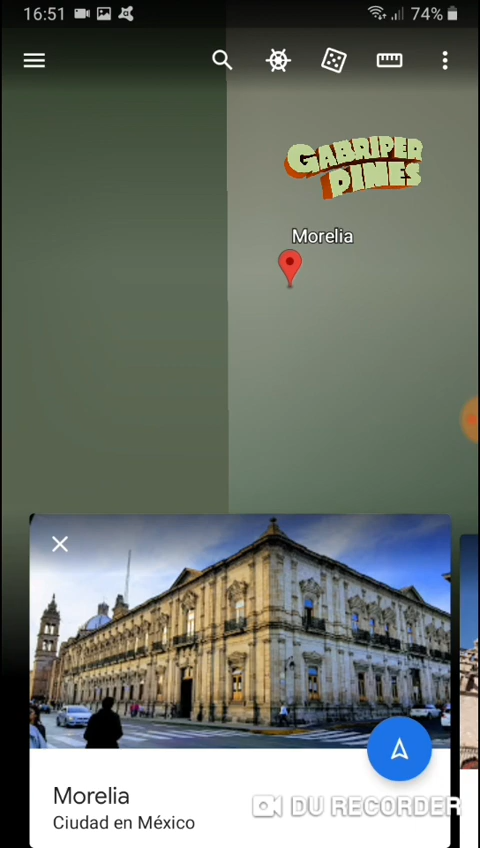 16:51
74%
GABRIPER
PINES
Morelia
Morelia
Ciudad en México
DU RECORDER